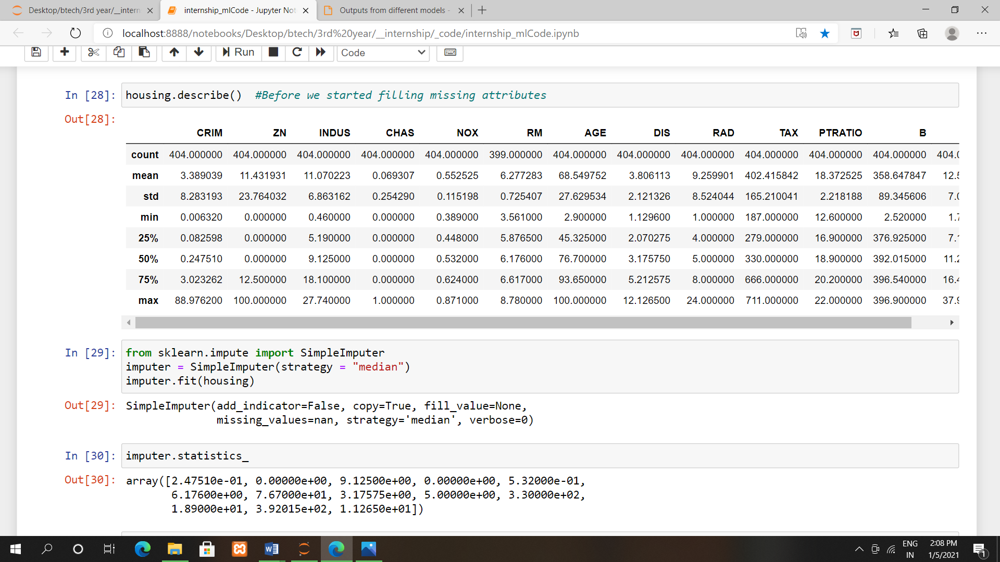 Desktop/btech/3rd year/__intern
internship_mlCode - Jupyter Not
Outputs from different models -
localhost:8888/notebooks/Desktop/btech/3rd%20year/__internship/_code/internship_mlCode.ipynb
Run
Code
In [28]: housing.describe()  #Before we started filling missing attributes
Out[28]:
CRIM ZN INDUS CHAS NOX RM AGE DIS RAD TAX PTRATIO B
count 404.000000 404.000000 404.000000 404.000000 404.000000 399.000000 404.000000 404.000000 404.000000 404.000000 404.000000 404.000000 404.0
mean 3.389039 11.431931 11.070223 0.069307 0.552525 6.277283 68.549752 3.806113 9.259901 402.415842 18.372525 358.647847 12.5
std 8.283193 23.764032 6.863162 0.254290 0.115198 0.725407 27.629534 2.121326 8.524044 165.210041 2.218188 89.345606 7.0
min 0.006320 0.000000 0.460000 0.000000 0.389000 3.561000 2.900000 1.129600 1.000000 187.000000 12.600000 2.520000 1.7
25% 0.082598 0.000000 5.190000 0.000000 0.448000 5.876500 45.325000 2.070275 4.000000 279.000000 16.900000 376.925000 7.1
50% 0.247510 0.000000 9.125000 0.000000 0.532000 6.176000 76.700000 3.175750 5.000000 330.000000 18.900000 392.015000 11.2
75% 3.023262 12.500000 18.100000 0.000000 0.624000 6.617000 93.650000 5.212575 8.000000 666.000000 20.200000 396.540000 16.4
max 88.976200 100.000000 27.740000 1.000000 0.871000 8.780000 100.000000 12.126500 24.000000 711.000000 22.000000 396.900000 37.9
In [29]: from sklearn.impute import SimpleImputer
imputer = SimpleImputer(strategy = "median")
imputer.fit(housing)
Out[29]: SimpleImputer(add_indicator=False, copy=True, fill_value=None,
missing_values=nan, strategy='median', verbose=0)
In [30]: imputer.statistics_
Out[30]: array([2.47510e-01, 0.00000e+00, 9.12500e+00, 0.00000e+00, 5.32000e-01,
6.17600e+00, 7.67000e+01, 3.17575e+00, 5.00000e+00, 3.30000e+02,
1.89000e+01, 3.92015e+02, 1.12650e+01])
ENG
IN
2:08 PM
1/5/2021
1